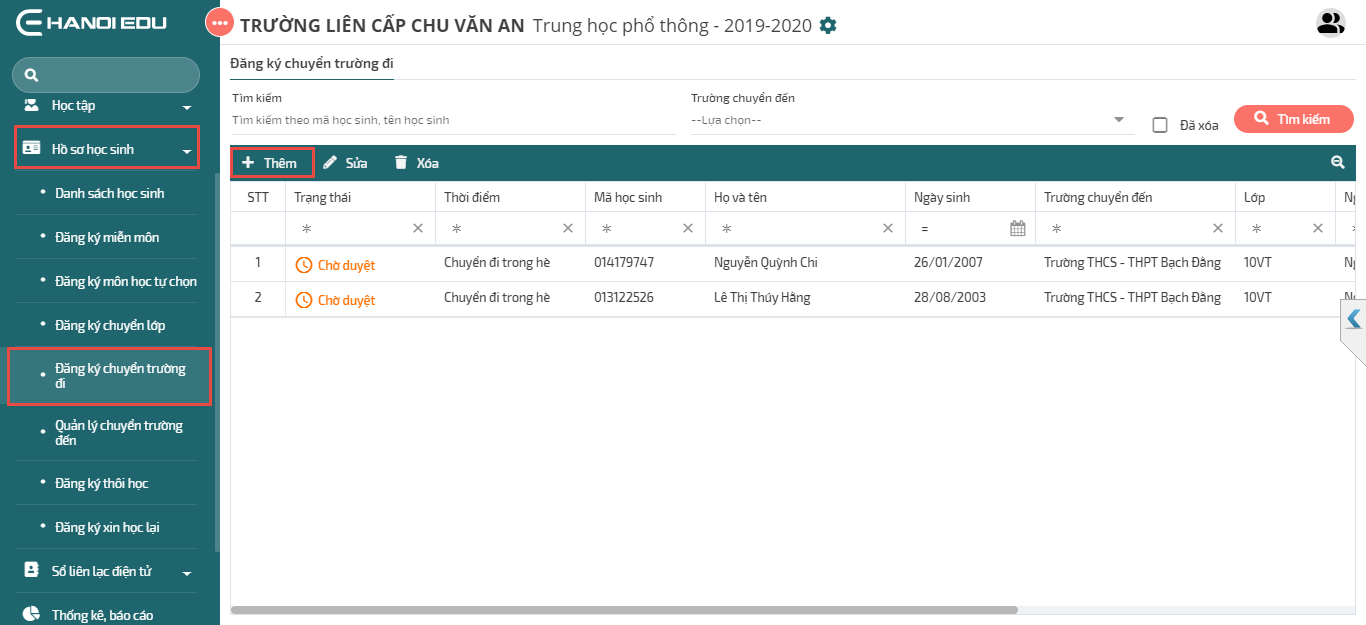 HANOI EDU
TRƯỜNG LIÊN CẤP CHU VĂN AN Trung học phổ thông - 2019-2020
Học tập
Hồ sơ học sinh
Danh sách học sinh
Đăng ký miễn môn
Đăng ký môn học tự chọn
Đăng ký chuyển lớp
Đăng ký chuyển trường
đi
Quản lý chuyển trường
đến
Đăng ký thôi học
Đăng ký xin học lại
Sổ liên lạc điện tử
Thống kê, báo cáo
Đăng ký chuyển trường đi
Tìm kiếm
Trường chuyển đến
Tìm kiếm theo mã học sinh, tên học sinh
--Lựa chọn--
Đã xóa
Tìm kiếm
Thêm Sửa Xóa
STT Trạng thái Thời điểm Mã học sinh Họ và tên Ngày sinh Trường chuyển đến Lớp
* * * * = * *
1 Chờ duyệt Chuyển đi trong hè 014179747 Nguyễn Quỳnh Chi 26/01/2007 Trường THCS - THPT Bạch Đằng 10VT
2 Chờ duyệt Chuyển đi trong hè 013122526 Lê Thị Thúy Hằng 28/08/2003 Trường THCS - THPT Bạch Đằng 10VT